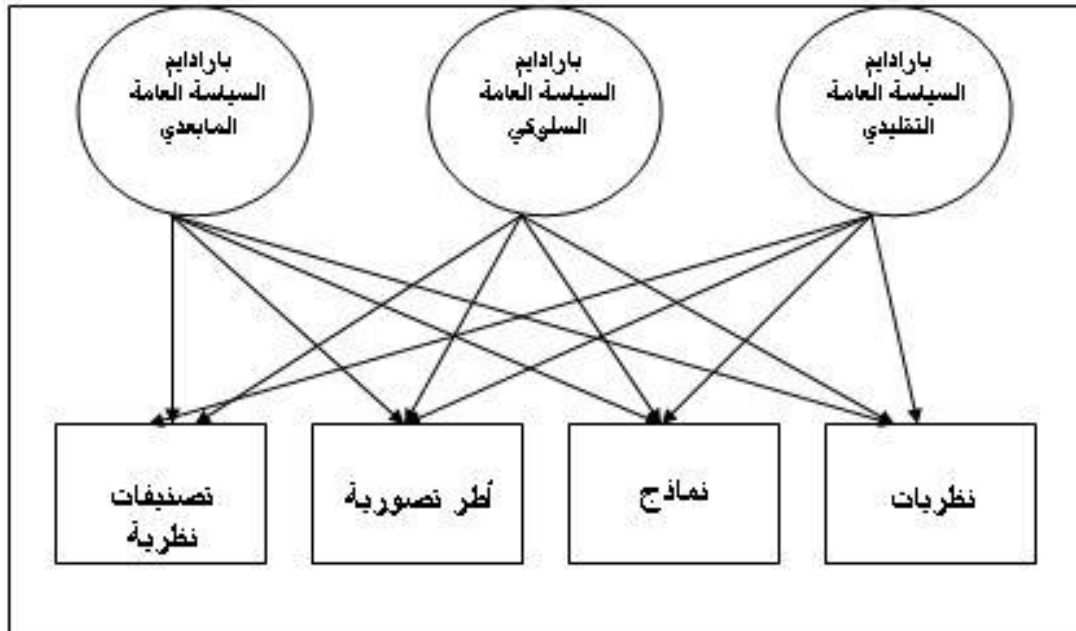 بارادايم
السياسة العامة
التقليدي
بارادايم
السياسة العامة
السلوكي
بارادايم
السياسة العامة
المابعدي
نظريات
نماذج
أطر تصورية
تصنيفات
نظرية